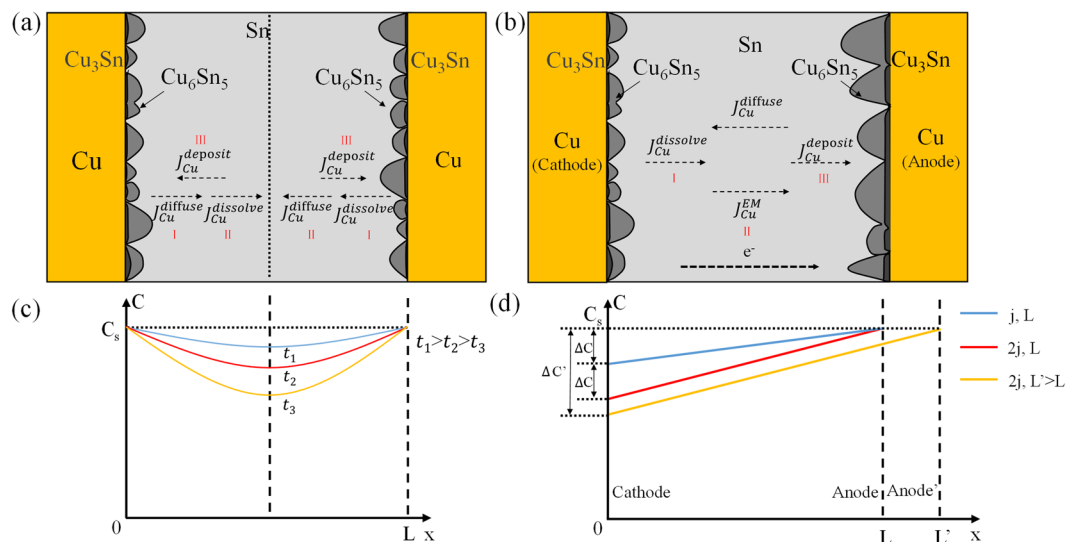 (a)
Sn
Cu₃Sn
Cu₃Sn
Cu₆Sn₅
Cu₆Sn₅
Cu
Cu
III
III
J_Cu^deposit
J_Cu^deposit
J_Cu^diffuse
J_Cu^dissolve
J_Cu^diffuse
J_Cu^dissolve
I
II
II
I
(b)
Sn
Cu₃Sn
Cu₃Sn
Cu₆Sn₅
Cu₆Sn₅
J_Cu^diffuse
Cu
(Cathode)
Cu
(Anode)
J_Cu^dissolve
J_Cu^deposit
I
III
J_Cu^EM
II
e⁻
(c)
C
Cₛ
t₁>t₂>t₃
t₁
t₂
t₃
0
L
x
(d)
C
Cₛ
ΔC
ΔC'
ΔC
j, L
2j, L
2j, L'>L
Cathode
Anode
Anode'
0
L
L'
x